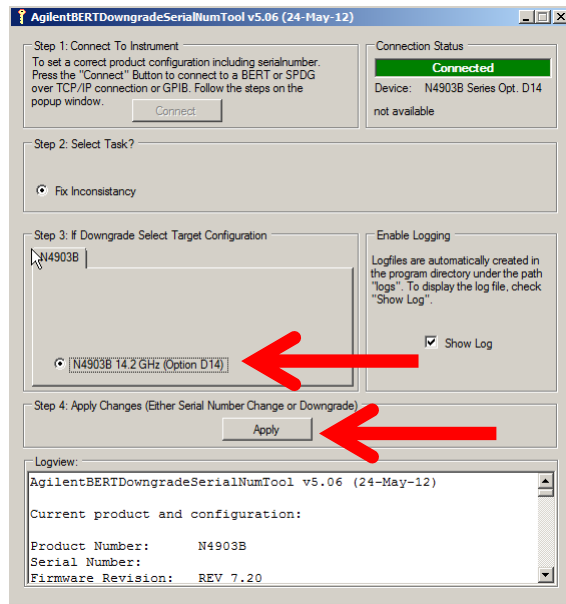 AgilentBERTDowngradeSerialNumTool v5.06 (24-May-12)
Step 1: Connect To Instrument
To set a correct product configuration including serialnumber.
Press the "Connect" Button to connect to a BERT or SPDG
over TCP/IP connection or GPIB. Follow the steps on the
popup window.
Connect
Connection Status
Connected
Device: N4903B Series Opt. D14
not available
Step 2: Select Task?
Fix Inconsistancy
Step 3: If Downgrade Select Target Configuration
N4903B
N4903B 14.2 GHz (Option D14)
Enable Logging
Logfiles are automatically created in
the program directory under the path
"logs". To display the log file, check
"Show Log".
Show Log
Step 4: Apply Changes (Either Serial Number Change or Downgrade)
Apply
Logview:
AgilentBERTDowngradeSerialNumTool v5.06 (24-May-12)
Current product and configuration:
Product Number: N4903B
Serial Number:
Firmware Revision: REV 7.20